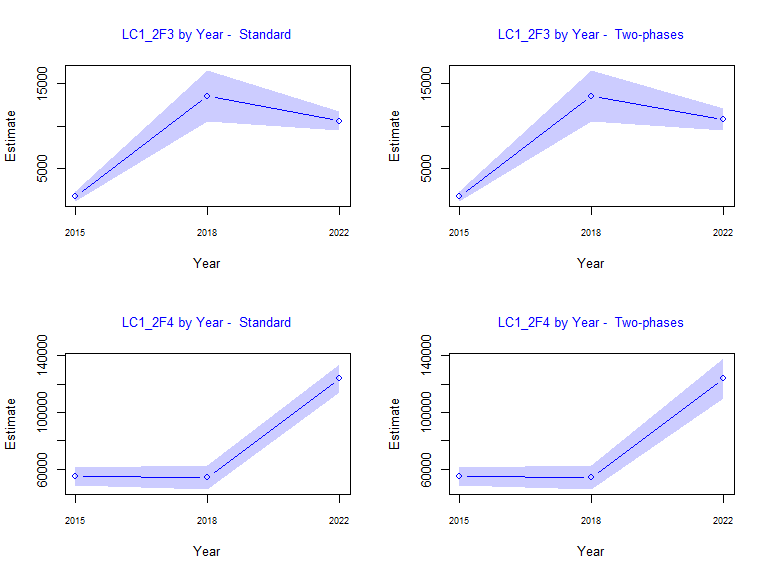 LC1_2F3 by Year -  Standard
Estimate
15000
5000
2015
2018
2022
Year
LC1_2F3 by Year -  Two-phases
Estimate
15000
5000
2015
2018
2022
Year
LC1_2F4 by Year -  Standard
Estimate
140000
100000
60000
2015
2018
2022
Year
LC1_2F4 by Year -  Two-phases
Estimate
140000
100000
60000
2015
2018
2022
Year